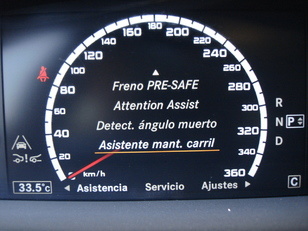 160 180 200
140 220
120 240
100 260
80 280
60 300
40 320
20 340
360
km/h
Freno PRE-SAFE
Attention Assist
Detect. ángulo muerto
Asistente mant. carril
R
N P
D
33.5°C
Asistencia Servicio Ajustes
C